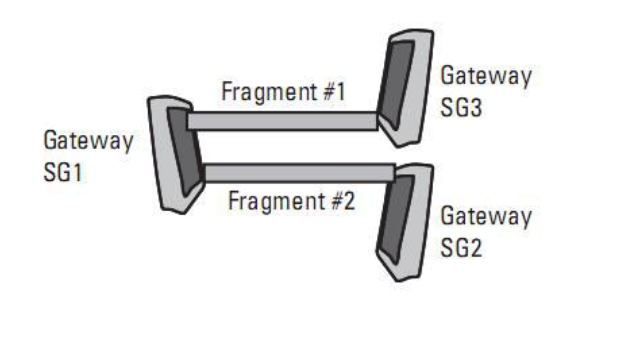 Fragment #1
Gateway
SG3
Gateway
SG1
Fragment #2
Gateway
SG2